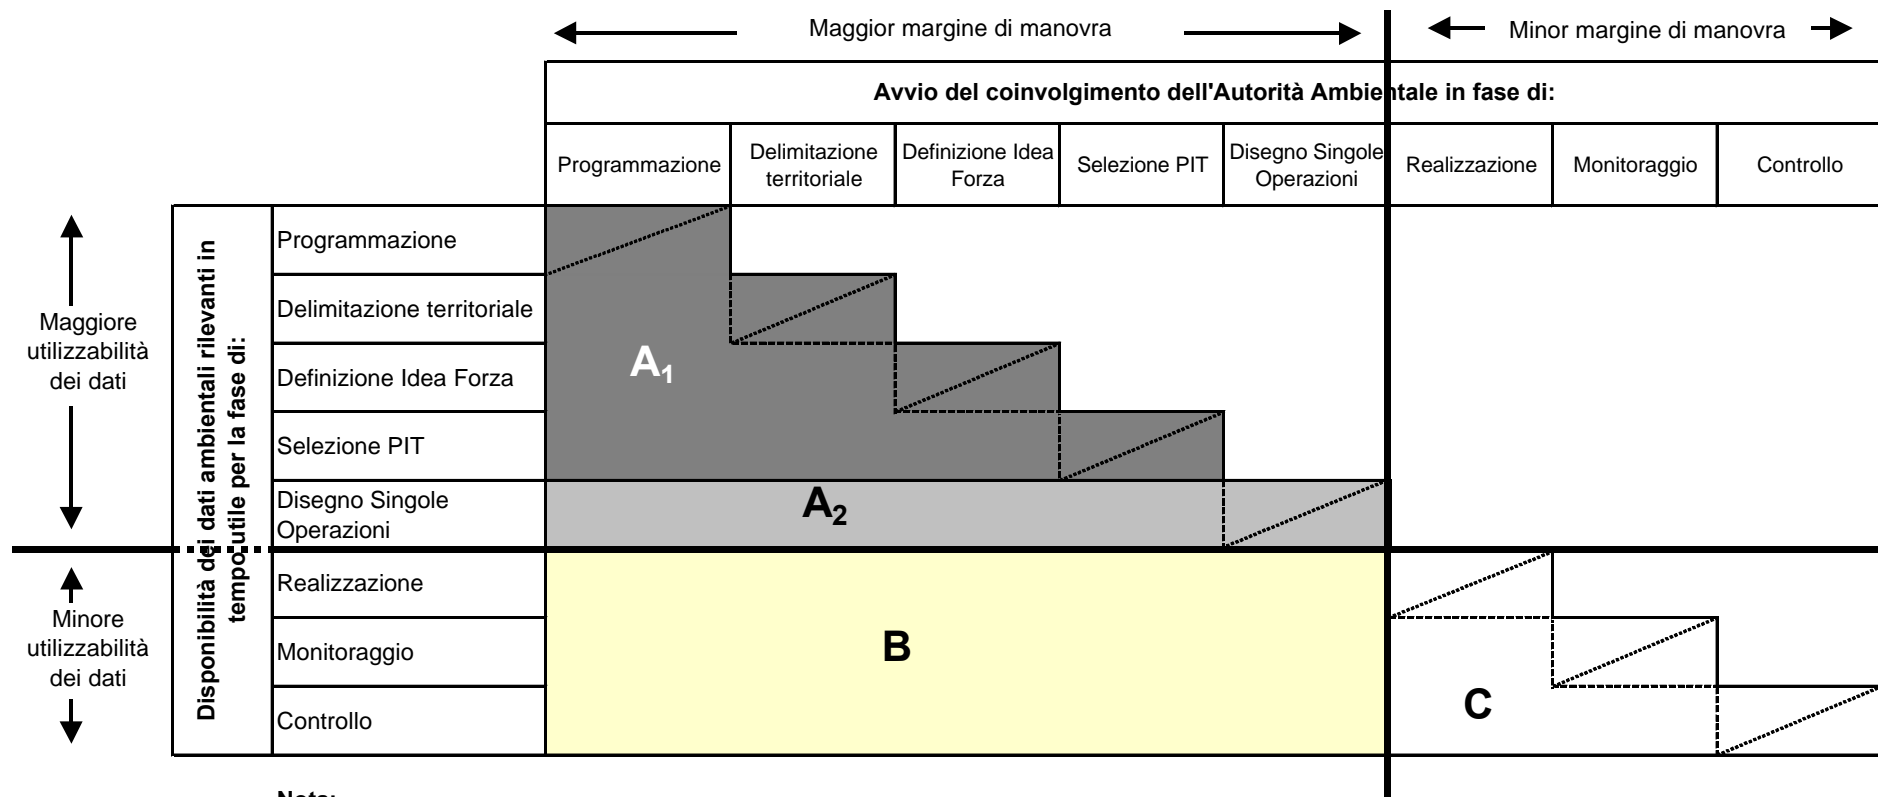 Maggior margine di manovra
Minor margine di manovra
Avvio del coinvolgimento dell'Autorità Ambientale in fase di:
Programmazione
Delimitazione
territoriale
Definizione Idea
Forza
Selezione PIT
Disegno Singole
Operazioni
Realizzazione
Monitoraggio
Controllo
Maggiore
utilizzabilità
dei dati
Minore
utilizzabilità
dei dati
Disponibilità dei dati ambientali rilevanti in
tempo utile per la fase di:
Programmazione
Delimitazione territoriale
Definizione Idea Forza
Selezione PIT
Disegno Singole
Operazioni
Realizzazione
Monitoraggio
Controllo
A1
A2
B
C
Nota: